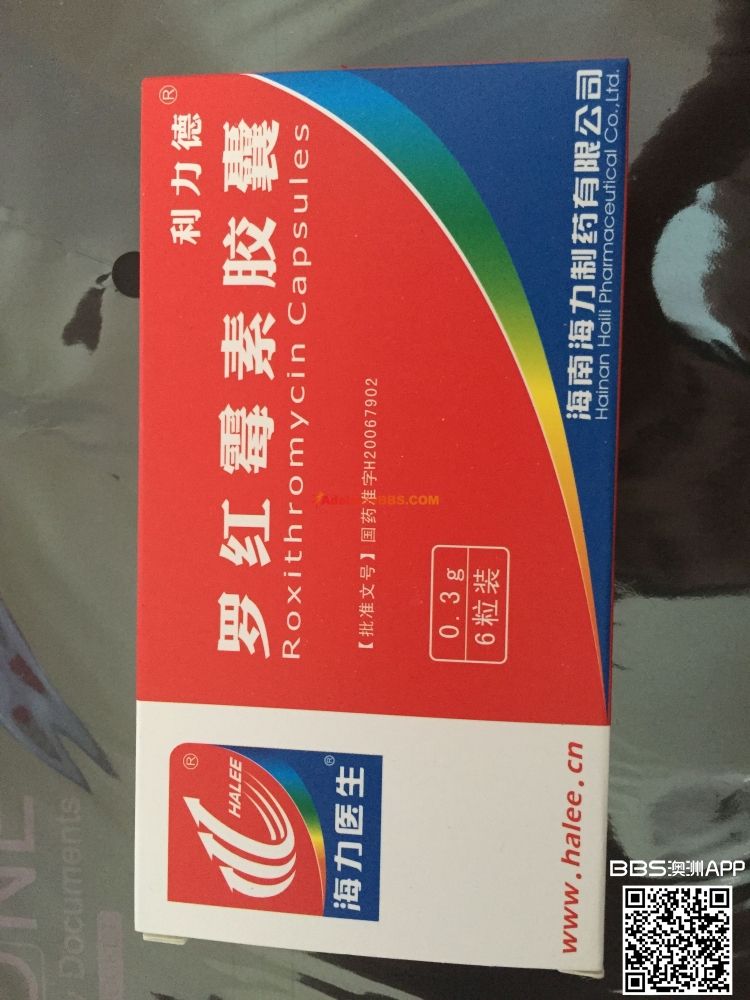 利力德®
罗红霉素胶囊
Roxithromycin Capsules
【批准文号】国药准字H20067902
0.3g
6粒装
海南海力制药有限公司
Hainan Haili Pharmaceutical Co.,Ltd.
®
HALEE
海力医生®
www.halee.cn
BBS.COM
Documents
BBS澳洲APP